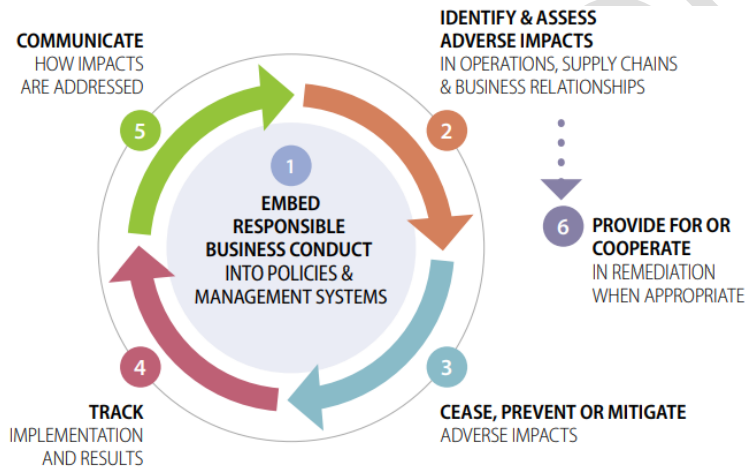 1
EMBED
RESPONSIBLE
BUSINESS CONDUCT
INTO POLICIES &
MANAGEMENT SYSTEMS
2
IDENTIFY & ASSESS
ADVERSE IMPACTS
IN OPERATIONS, SUPPLY CHAINS
& BUSINESS RELATIONSHIPS
3
CEASE, PREVENT OR MITIGATE
ADVERSE IMPACTS
4
TRACK
IMPLEMENTATION
AND RESULTS
5
COMMUNICATE
HOW IMPACTS
ARE ADDRESSED
6
PROVIDE FOR OR
COOPERATE
IN REMEDIATION
WHEN APPROPRIATE